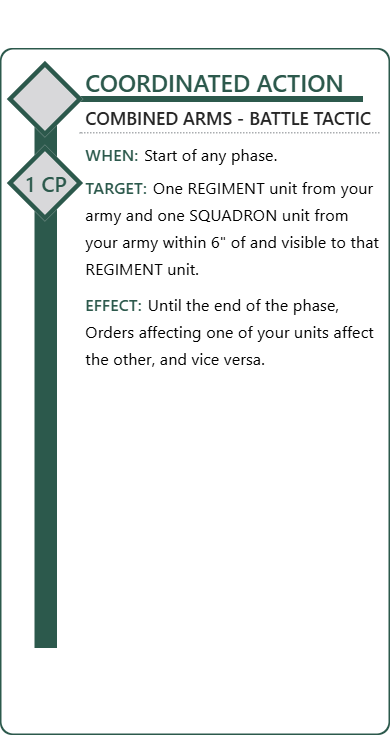 COORDINATED ACTION
COMBINED ARMS - BATTLE TACTIC
WHEN: Start of any phase.
1 CP
TARGET: One REGIMENT unit from your
army and one SQUADRON unit from
your army within 6" of and visible to that
REGIMENT unit.
EFFECT: Until the end of the phase,
Orders affecting one of your units affect
the other, and vice versa.